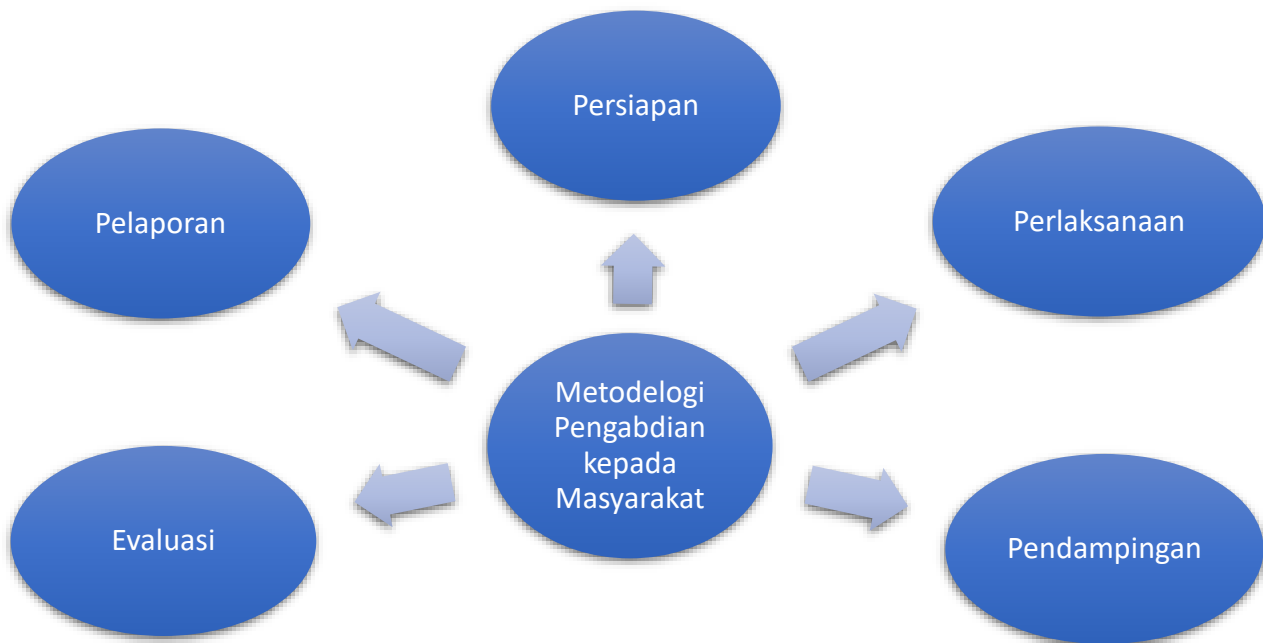 Persiapan
Pelaporan
Perlaksanaan
Metodelogi
Pengabdian
kepada
Masyarakat
Evaluasi
Pendampingan